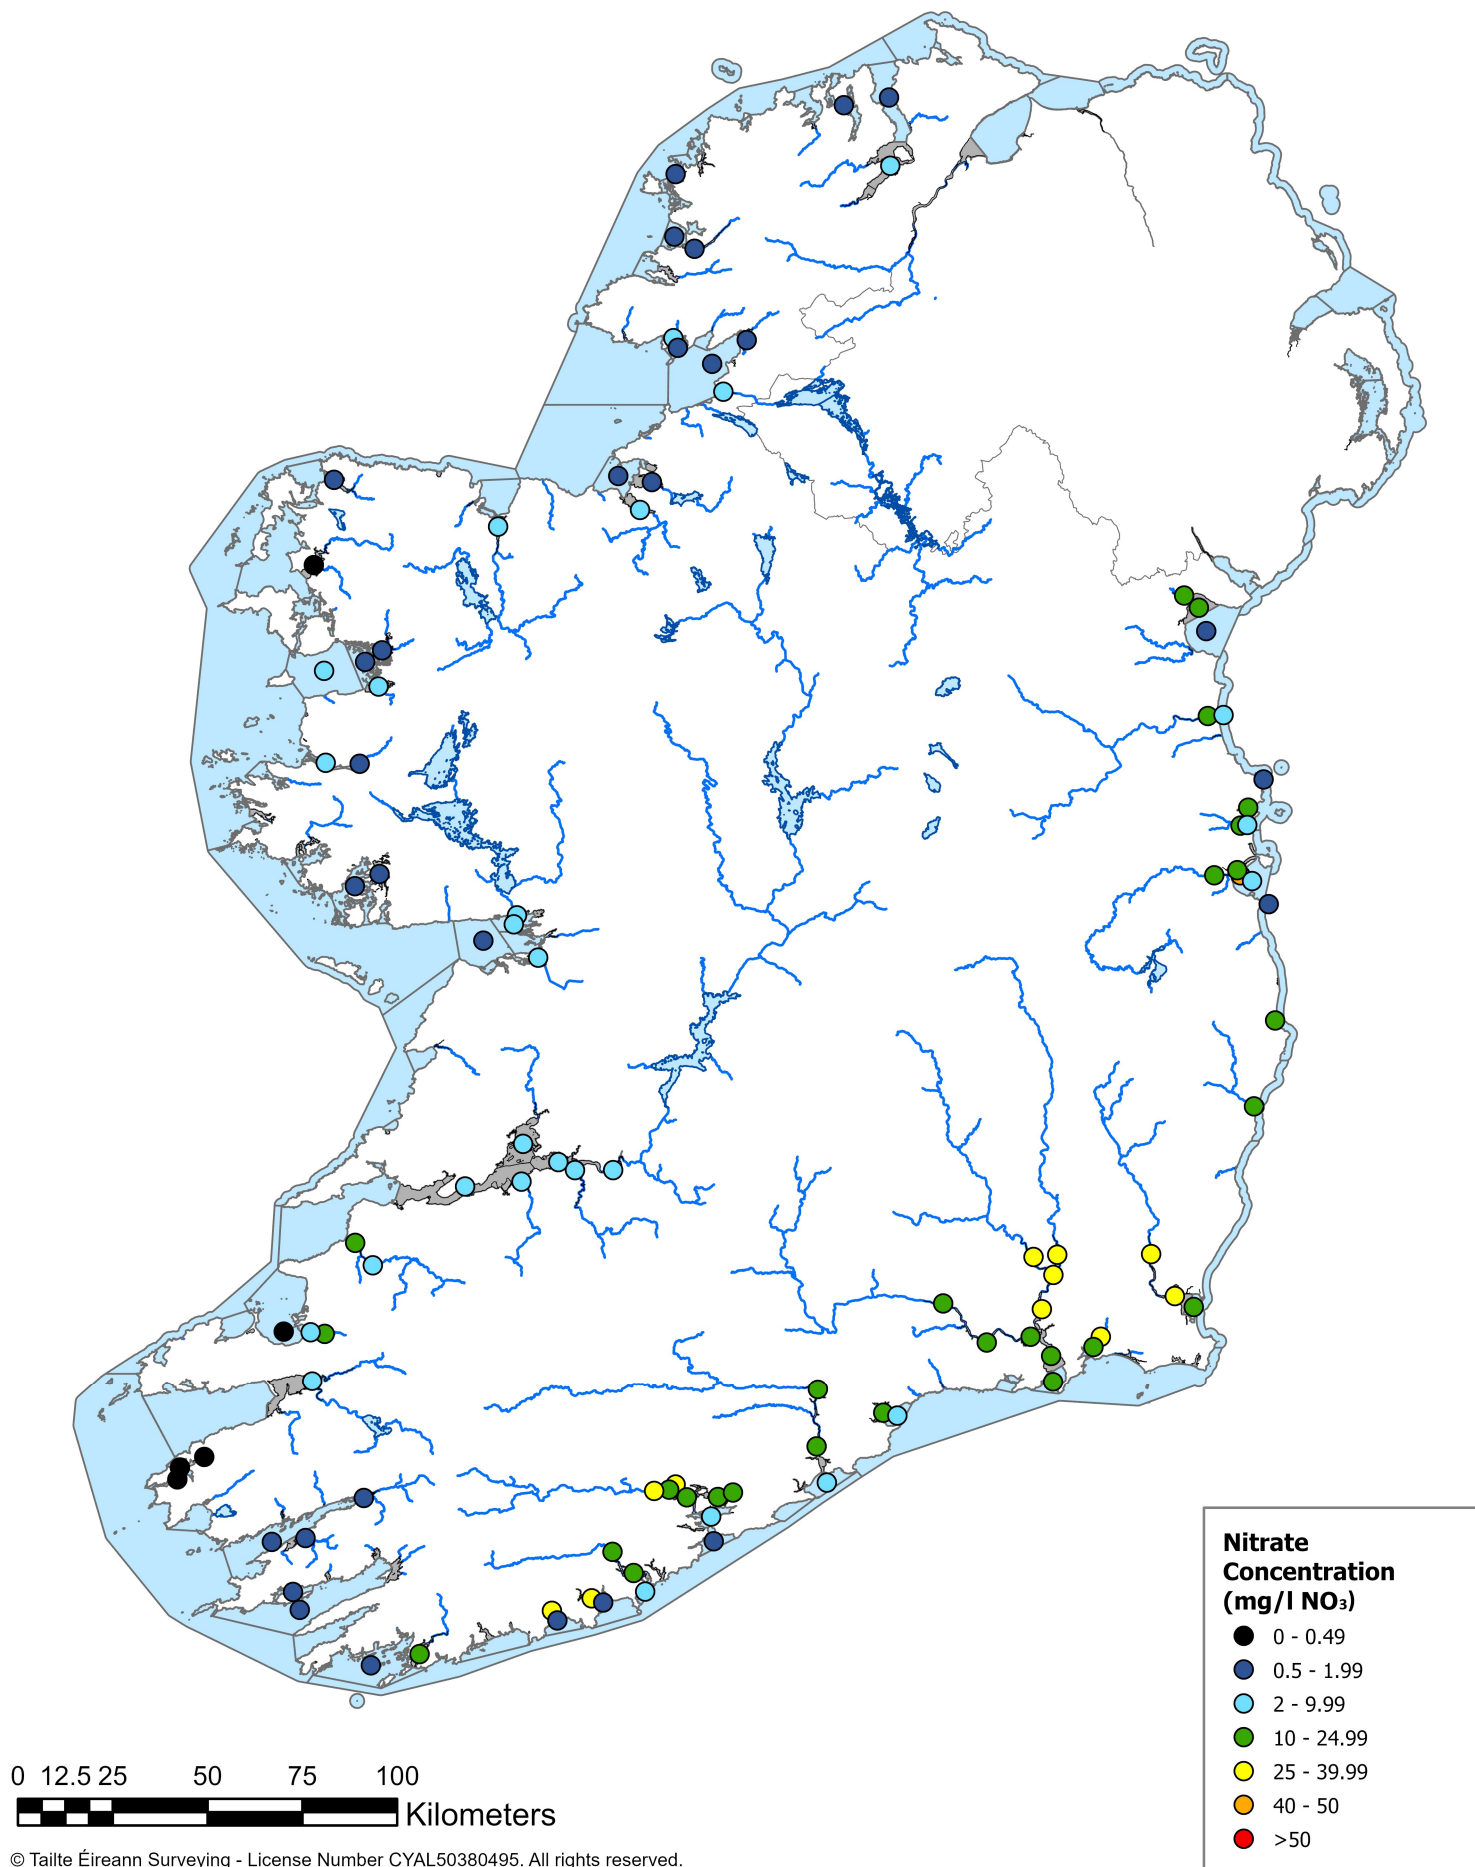 Nitrate
Concentration
(mg/l NO₃)
0 - 0.49
0.5 - 1.99
2 - 9.99
10 - 24.99
25 - 39.99
40 - 50
>50
0 12.5 25 50 75 100
Kilometers
© Tailte Éireann Surveying - License Number CYAL50380495. All rights reserved.